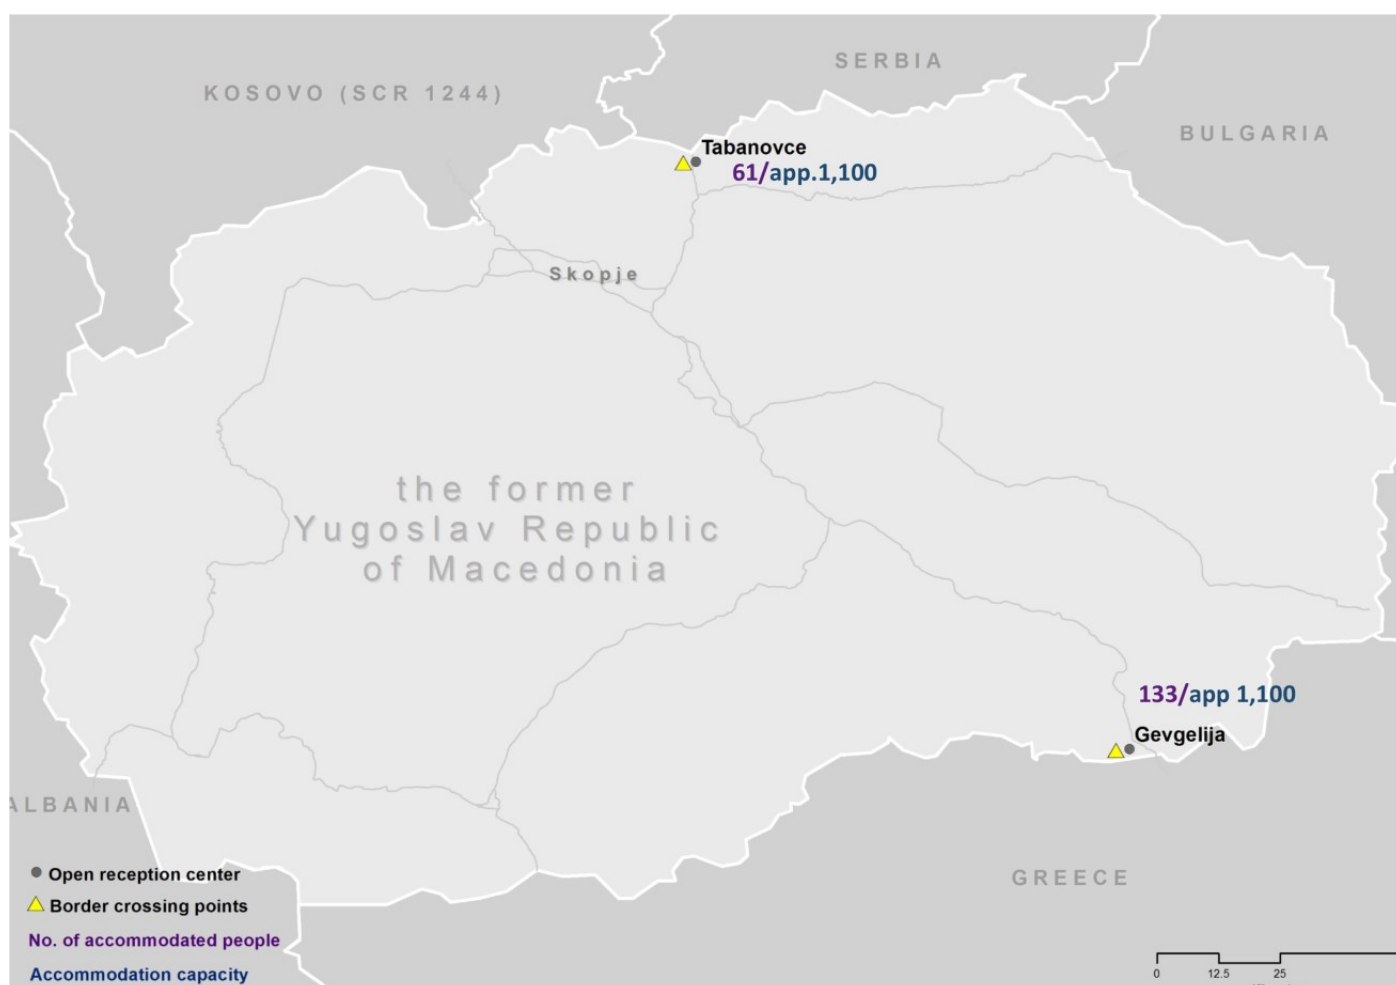 SERBIA
KOSOVO (SCR 1244)
BULGARIA
Tabanovce
61/app.1,100
Skopje
the former
Yugoslav Republic
of Macedonia
133/app 1,100
Gevgelija
ALBANIA
GREECE
Open reception center
Border crossing points
No. of accommodated people
Accommodation capacity
0 12.5 25